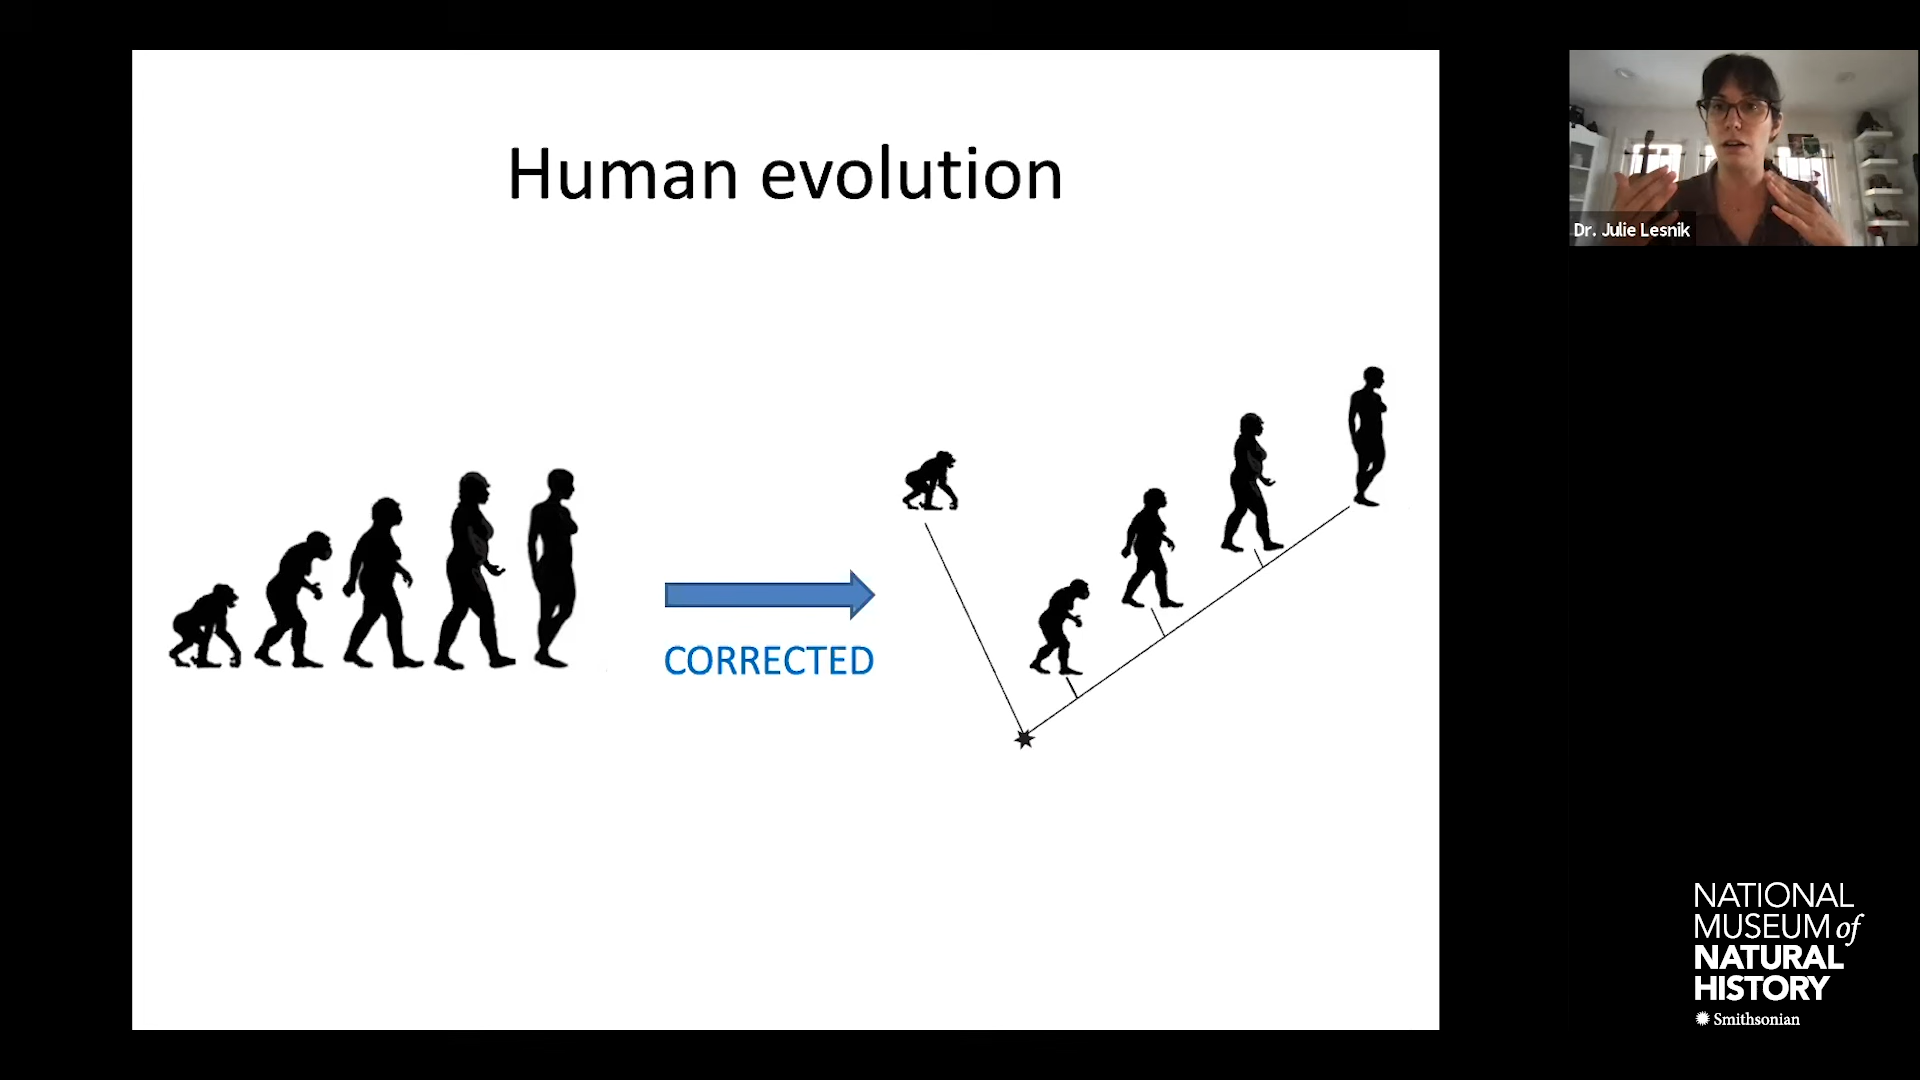 Human evolution
CORRECTED
Dr. Julie Lesnik
NATIONAL
MUSEUM of
NATURAL
HISTORY
Smithsonian